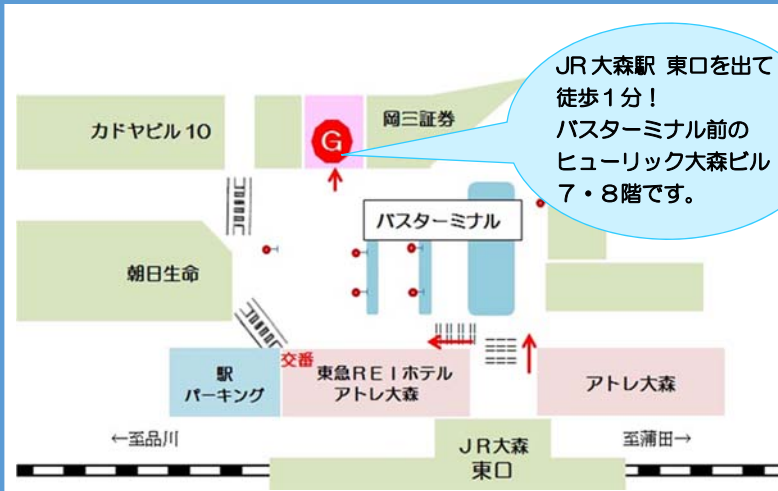 JR大森駅 東口を出て
徒歩1分!
バスターミナル前の
ヒューリック大森ビル
7・8階です。
カドヤビル10
G
岡三証券
バスターミナル
朝日生命
交番
駅
パーキング
東急REIホテル
アトレ大森
アトレ大森
←至品川
JR大森
東口
至蒲田→